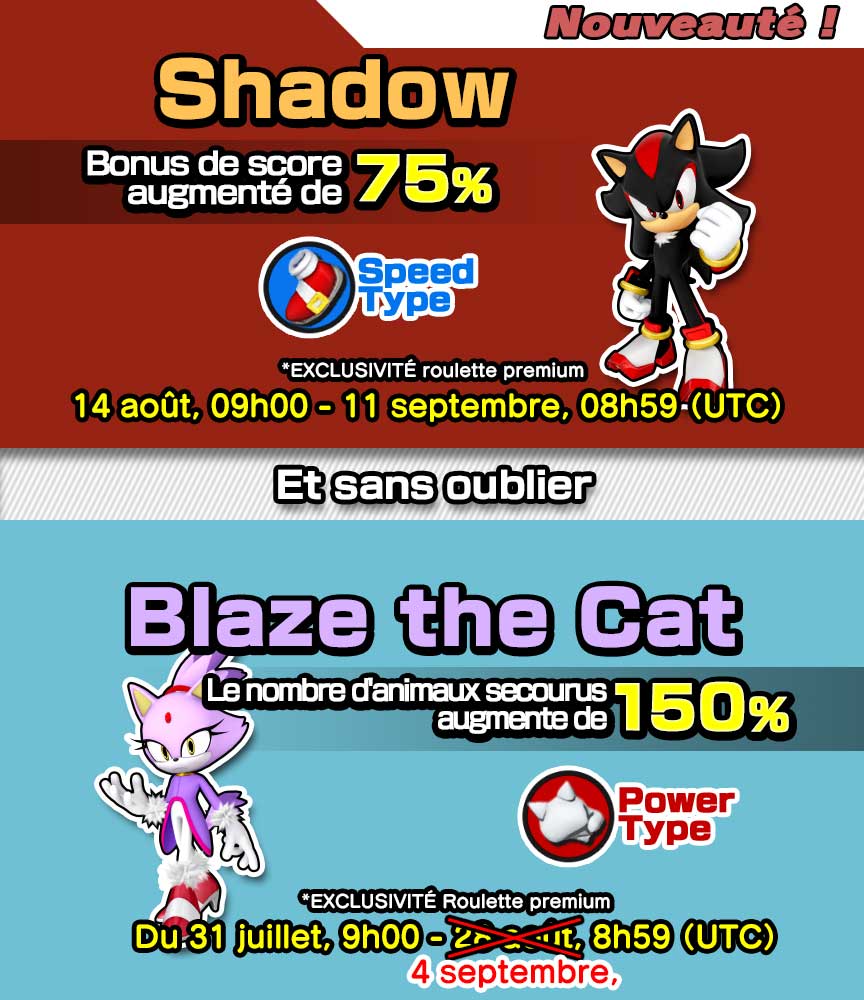 Nouveauté !
Shadow
Bonus de score
augmenté de 75%
Speed
Type
*EXCLUSIVITÉ roulette premium
14 août, 09h00 - 11 septembre, 08h59 (UTC)
Et sans oublier
Blaze the Cat
Le nombre d'animaux secourus
augmente de 150%
Power
Type
*EXCLUSIVITÉ Roulette premium
Du 31 juillet, 9h00 - 28 août, 8h59 (UTC)
4 septembre,